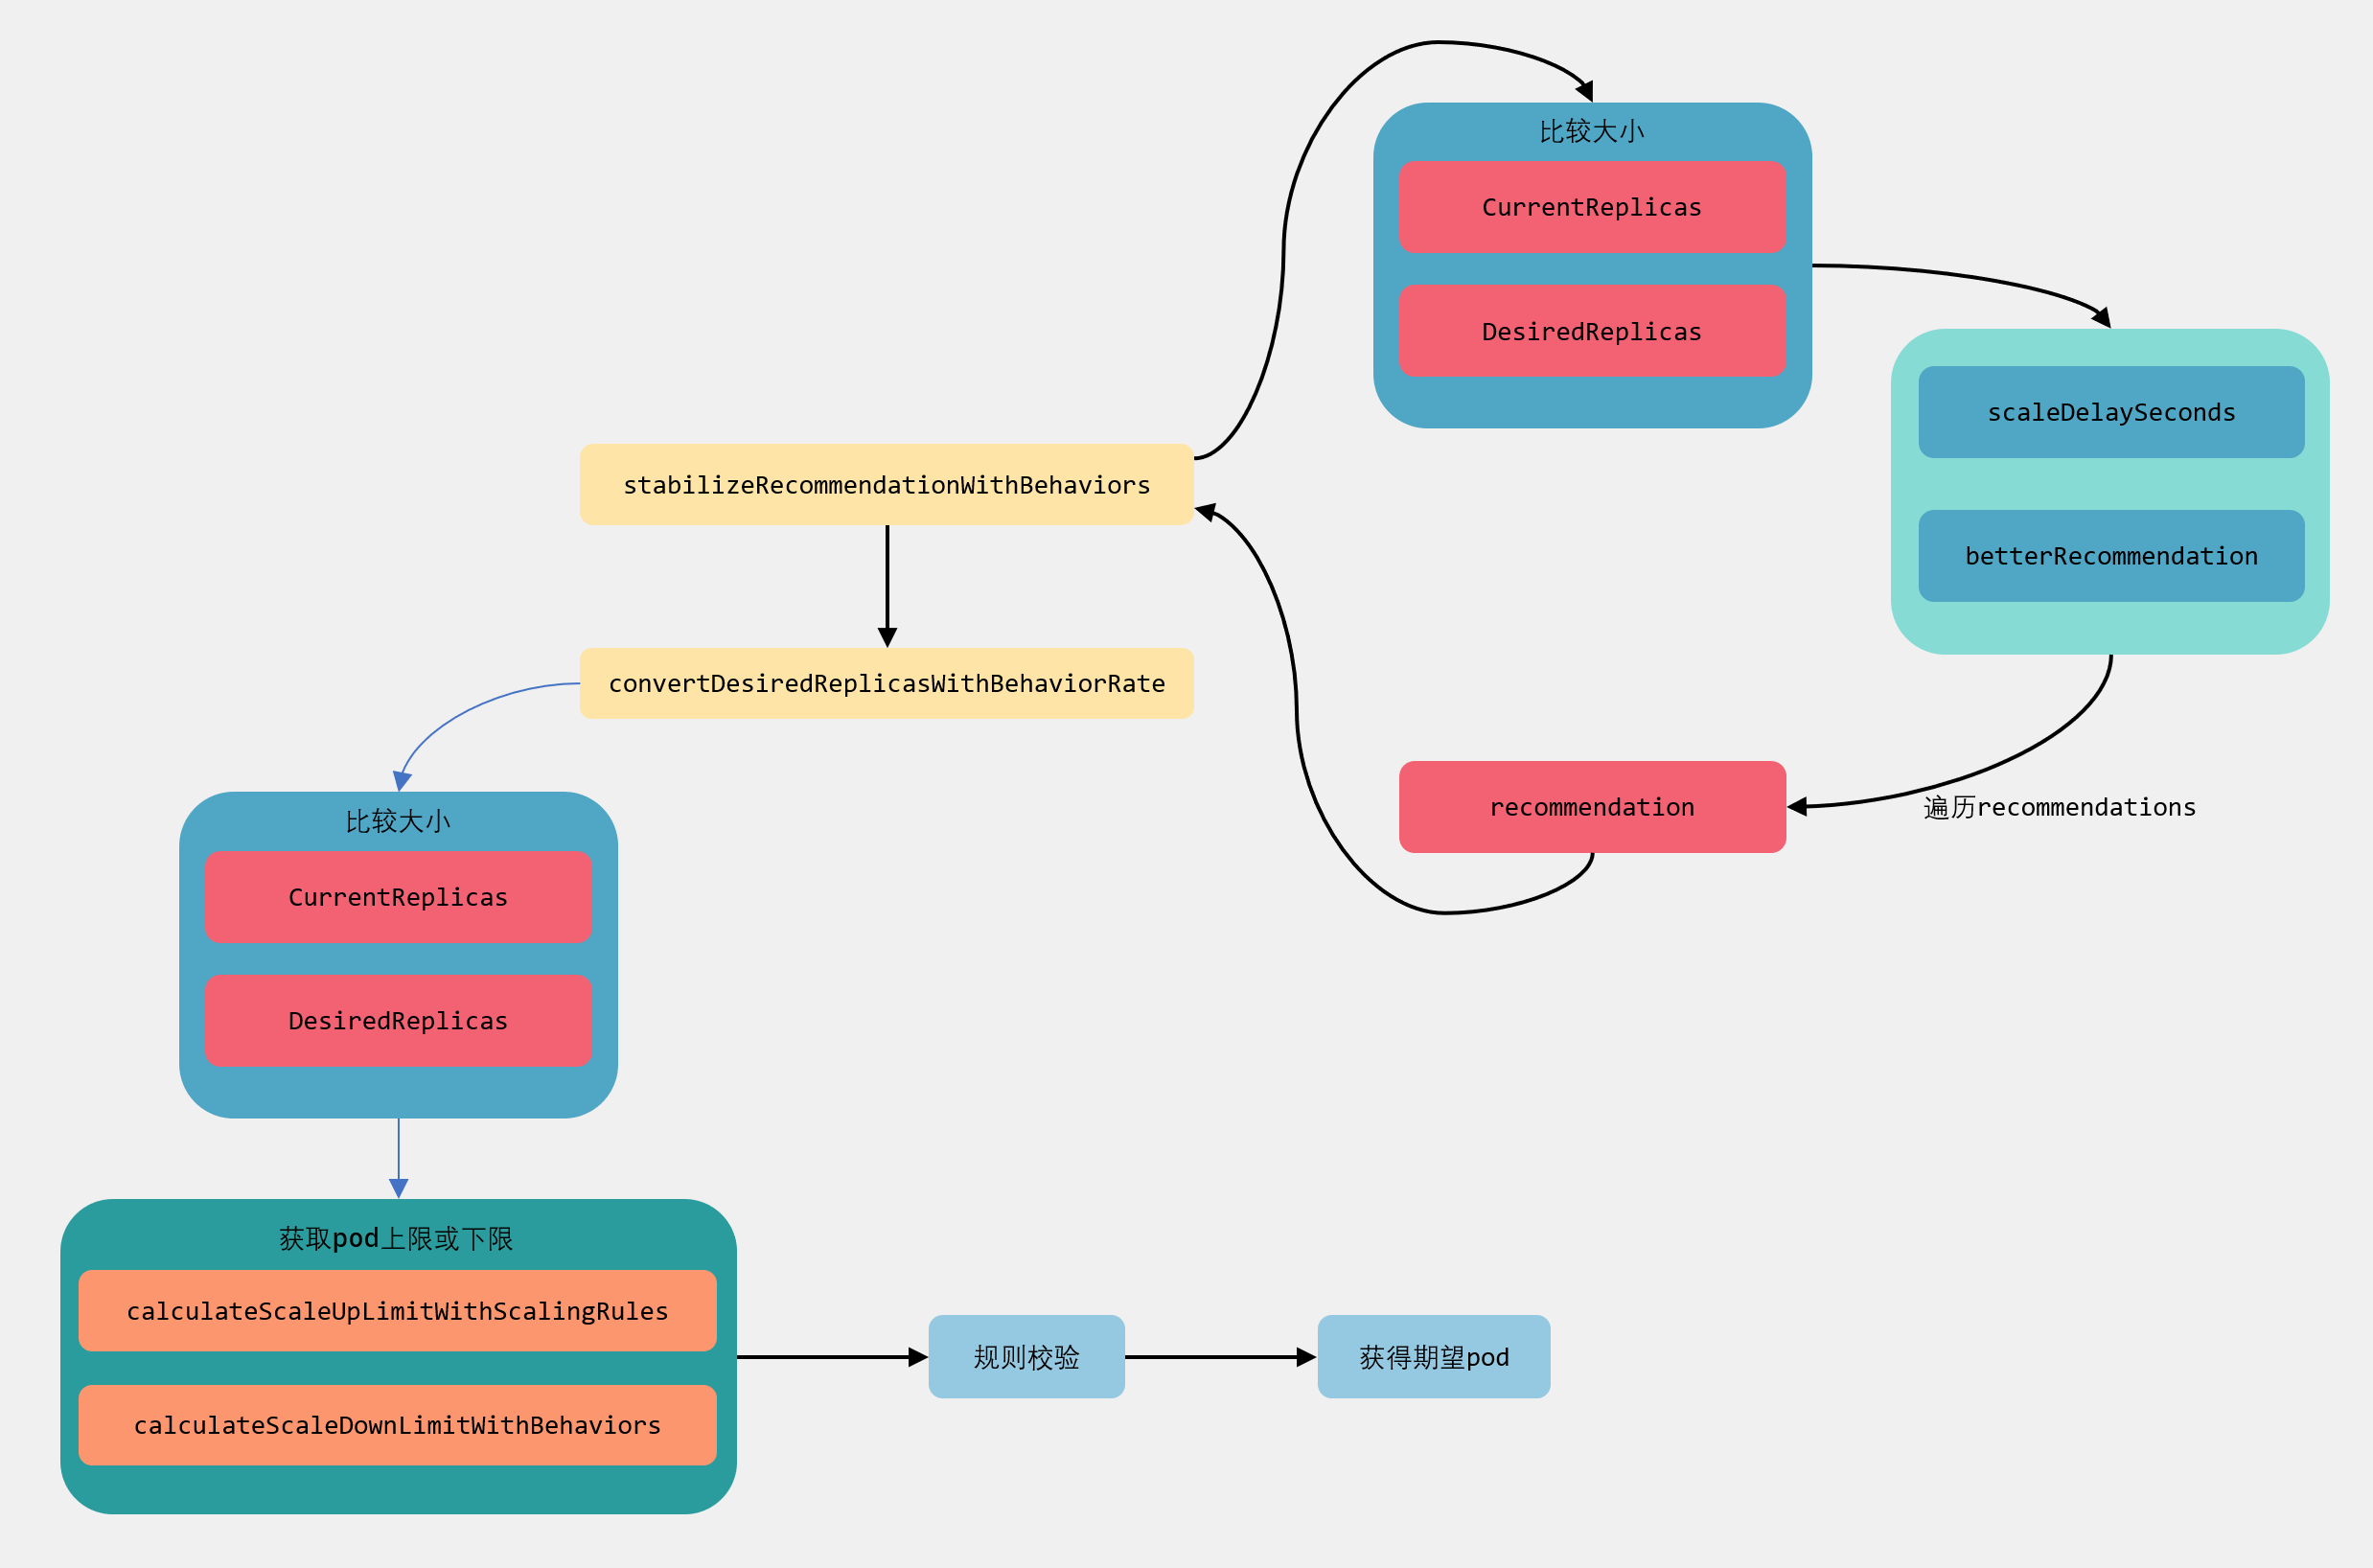 比较大小
CurrentReplicas
DesiredReplicas
scaleDelaySeconds
betterRecommendation
stabilizeRecommendationWithBehaviors
convertDesiredReplicasWithBehaviorRate
recommendation
遍历recommendations
比较大小
CurrentReplicas
DesiredReplicas
获取pod上限或下限
calculateScaleUpLimitWithScalingRules
calculateScaleDownLimitWithBehaviors
规则校验
获得期望pod